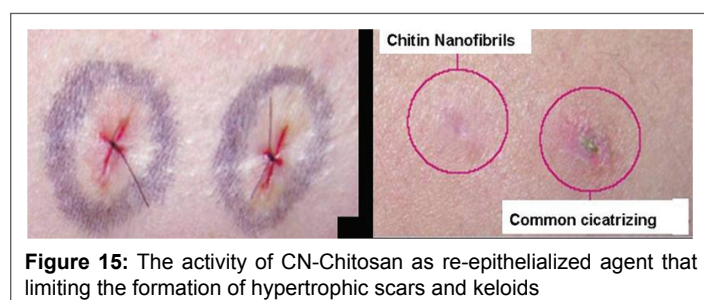 Chitin Nanofibrils
Common cicatrizing
Figure 15: The activity of CN-Chitosan as re-epithelialized agent that
limiting the formation of hypertrophic scars and keloids